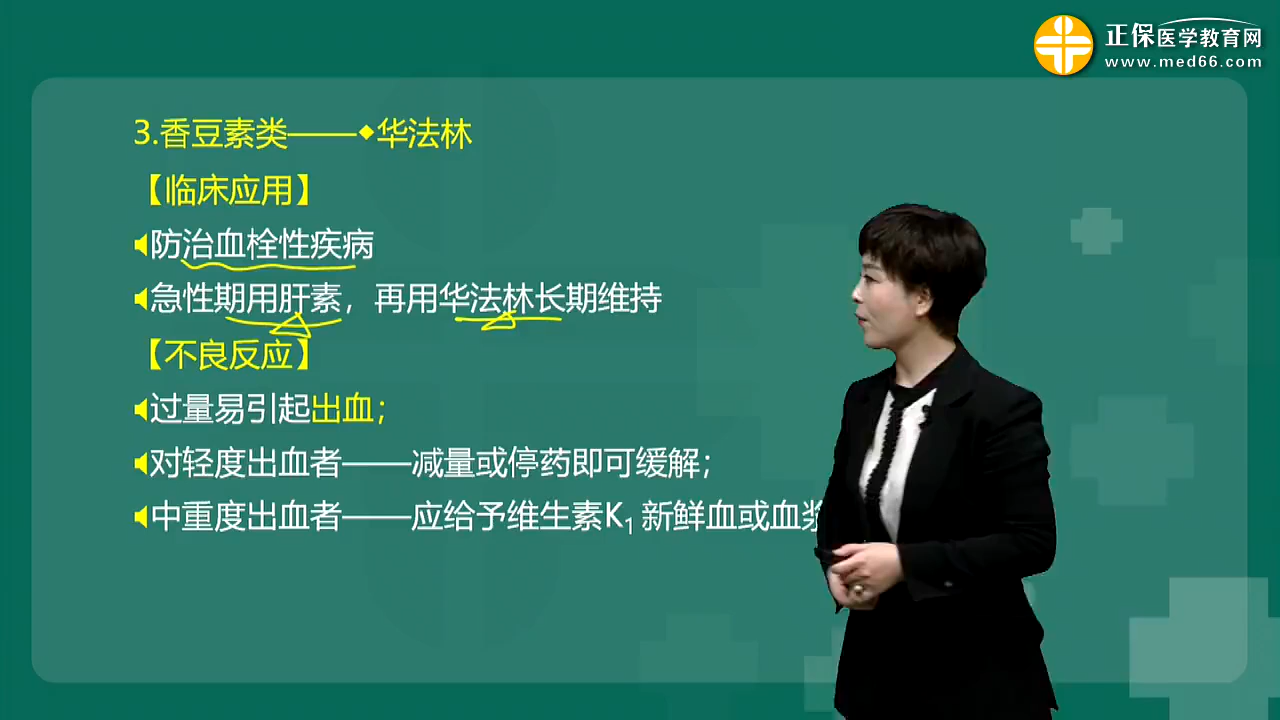 正保医学教育网
www.med66.com
3.香豆素类——◆华法林
【临床应用】
防治血栓性疾病
急性期用肝素，再用华法林长期维持
【不良反应】
过量易引起出血；
对轻度出血者——减量或停药即可缓解；
中重度出血者——应给予维生素K₁ 新鲜血或血浆